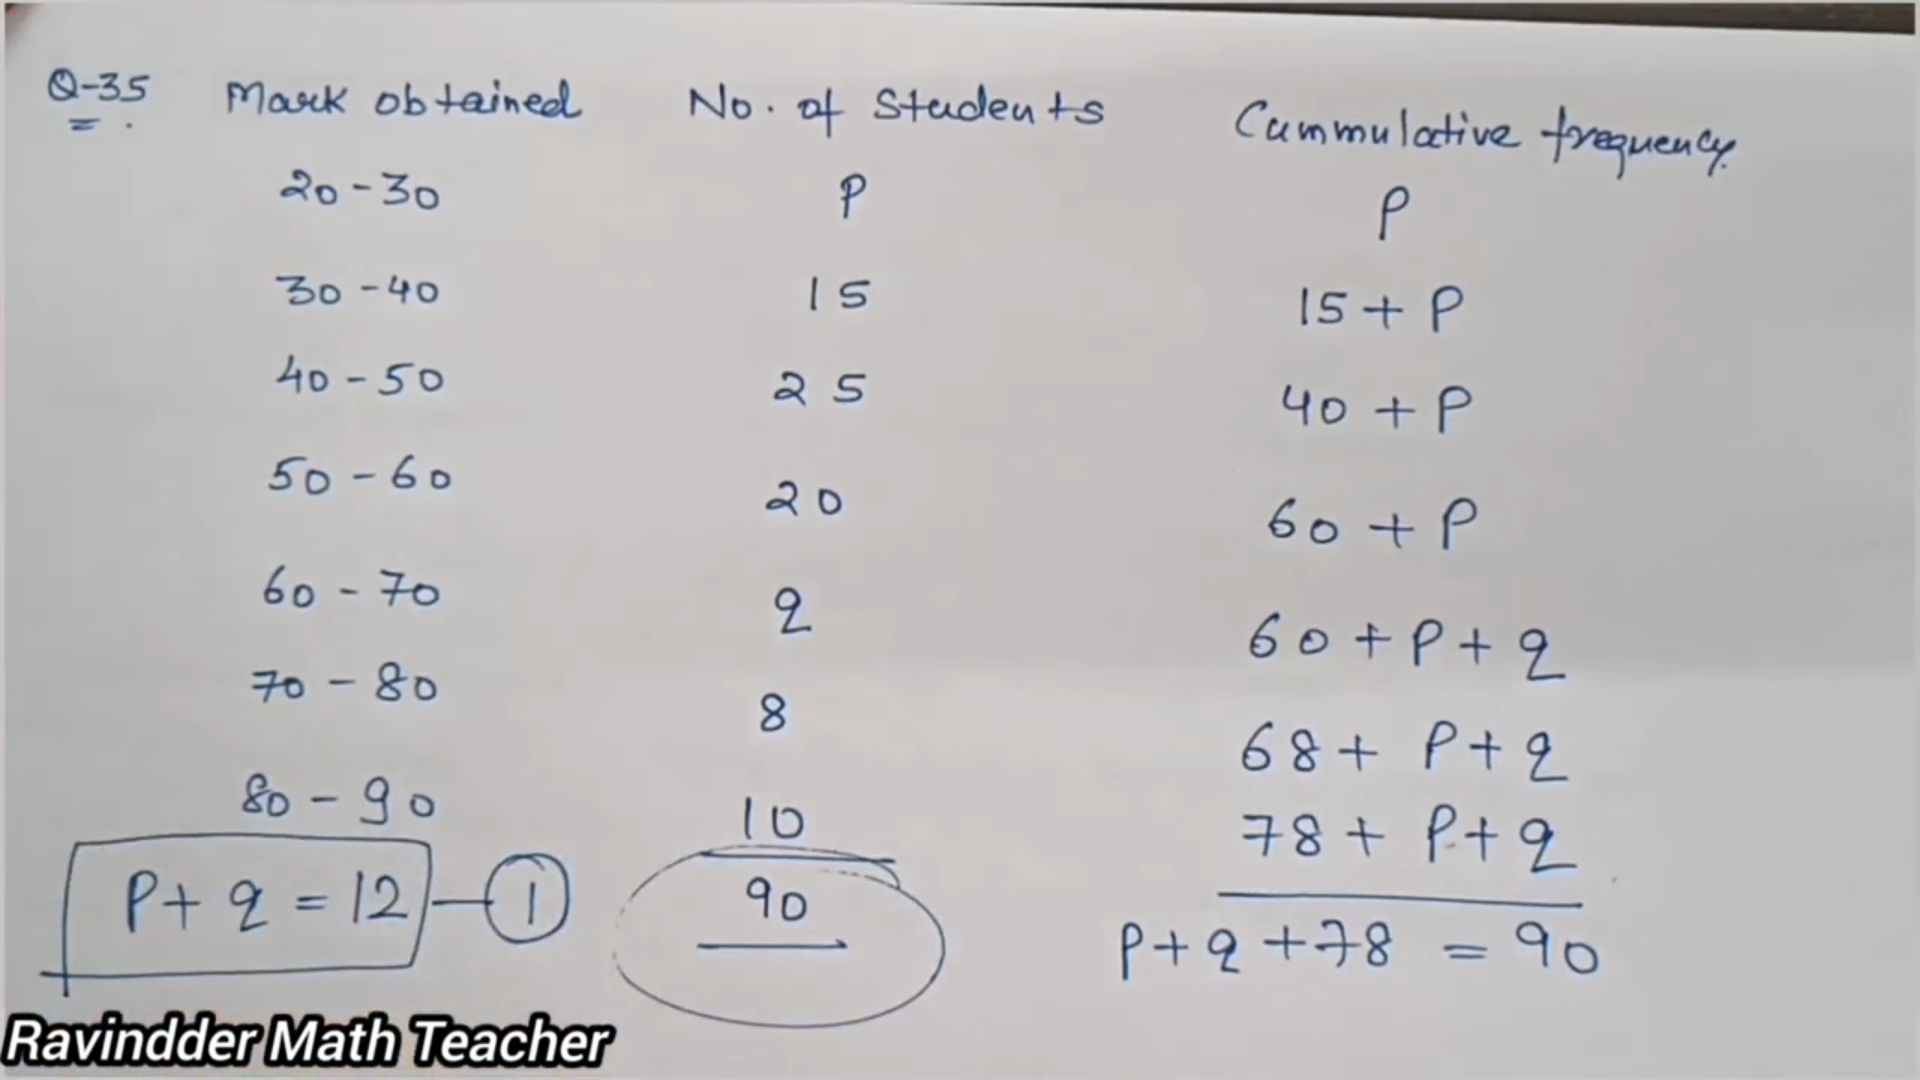 Q-35 Mark obtained No. of Students Cummulative frequency
20-30 P P
30-40 15 15 + P
40-50 25 40 + P
50-60 20 60 + P
60-70 q 60 + P + q
70-80 8 68 + P + q
80-90 10 78 + P + q
P + q = 12 — 1 90 P + q + 78 = 90
Ravindder Math Teacher